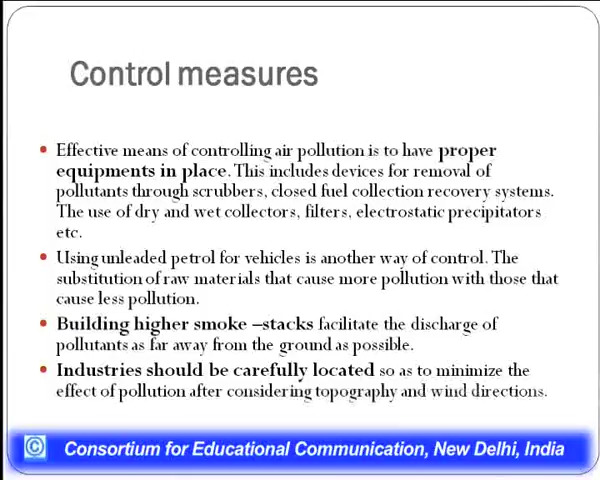 Control measures
Effective means of controlling air pollution is to have proper
equipments in place. This includes devices for removal of
pollutants through scrubbers, closed fuel collection recovery systems.
The use of dry and wet collectors, filters, electrostatic precipitators
etc.
Using unleaded petrol for vehicles is another way of control. The
substitution of raw materials that cause more pollution with those that
cause less pollution.
Building higher smoke –stacks facilitate the discharge of
pollutants as far away from the ground as possible.
Industries should be carefully located so as to minimize the
effect of pollution after considering topography and wind directions.
© Consortium for Educational Communication, New Delhi, India